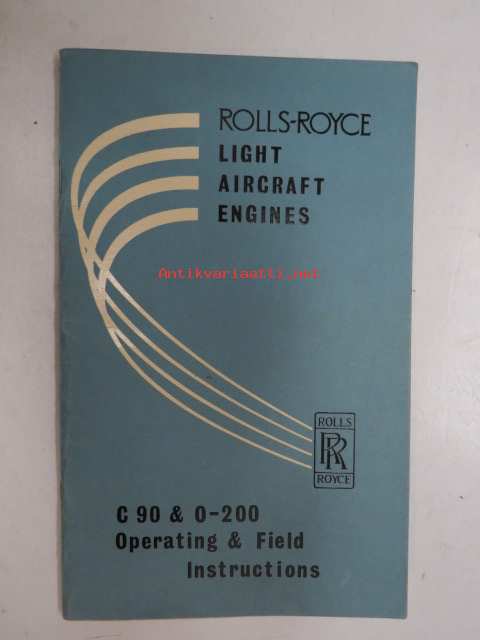 ROLLS-ROYCE
LIGHT
AIRCRAFT
ENGINES
Antikvariaatti.net
ROLLS
RR
ROYCE
C 90 & O-200
Operating & Field
Instructions